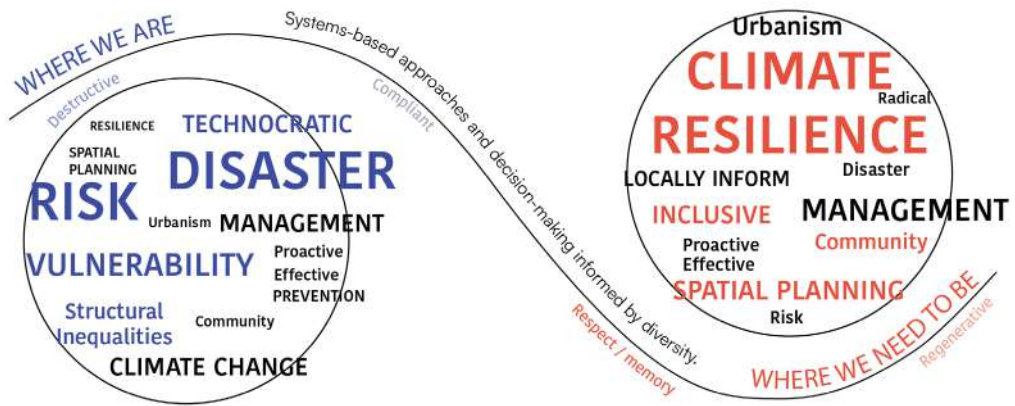 WHERE WE ARE
Destructive
RESILIENCE
TECHNOCRATIC
SPATIAL
PLANNING
DISASTER
RISK
Urbanism
MANAGEMENT
VULNERABILITY
Proactive
Effective
PREVENTION
Structural
Inequalities
Community
CLIMATE CHANGE
Systems-based approaches and decision-making informed by diversity.
Compliant
Respect / memory
Urbanism
CLIMATE
Radical
RESILIENCE
Disaster
LOCALLY INFORM
INCLUSIVE
MANAGEMENT
Proactive
Effective
Community
SPATIAL PLANNING
Risk
WHERE WE NEED TO BE
Regenerative